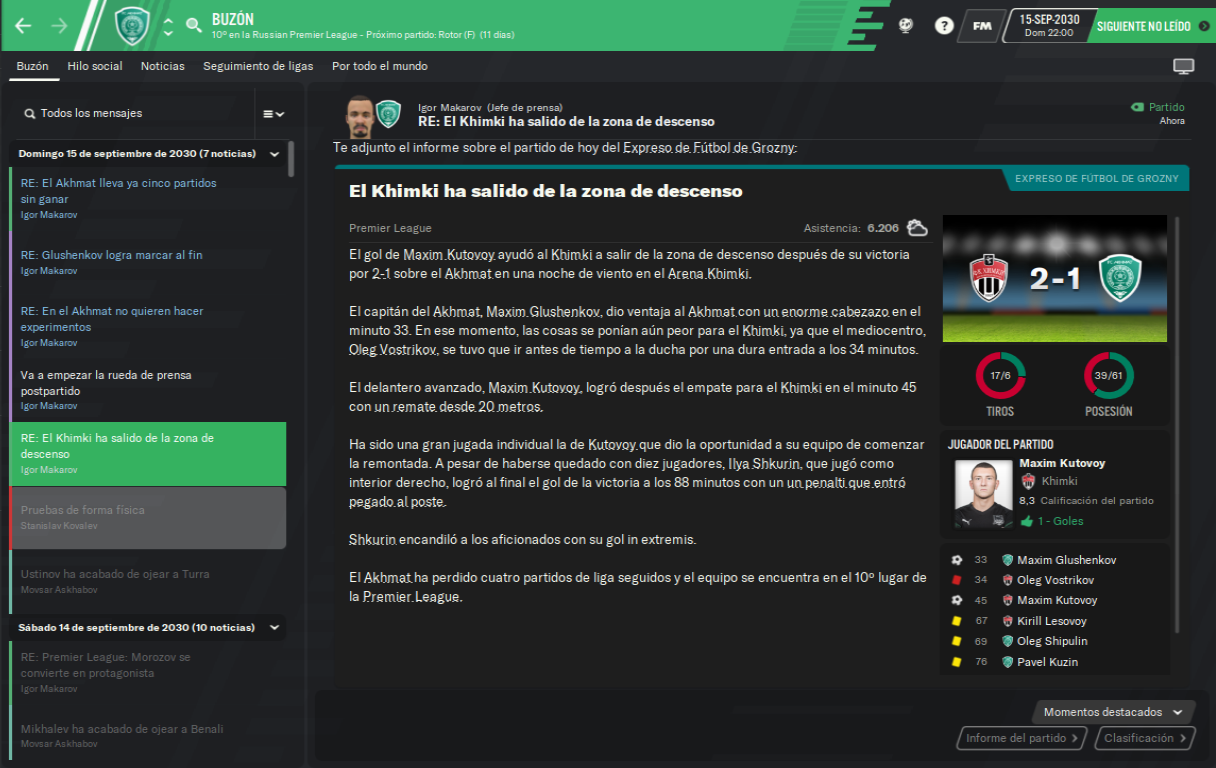 BUZÓN
10º en la Russian Premier League - Próximo partido: Rotor (F) (11 días)
?
FM
15-SEP-2030
Dom 22:00
SIGUIENTE NO LEÍDO
Buzón
Hilo social
Noticias
Seguimiento de ligas
Por todo el mundo
Todos los mensajes
Domingo 15 de septiembre de 2030 (7 noticias)
RE: El Akhmat lleva ya cinco partidos
sin ganar
Igor Makarov
RE: Glushenkov logra marcar al fin
Igor Makarov
RE: En el Akhmat no quieren hacer
experimentos
Igor Makarov
Va a empezar la rueda de prensa
postpartido
Igor Makarov
RE: El Khimki ha salido de la zona de
descenso
Igor Makarov
Pruebas de forma física
Stanislav Kovalev
Ustinov ha acabado de ojear a Turra
Movsar Askhabov
Sábado 14 de septiembre de 2030 (10 noticias)
RE: Premier League: Morozov se
convierte en protagonista
Igor Makarov
Mikhalev ha acabado de ojear a Benali
Movsar Askhabov
Igor Makarov (Jefe de prensa)
RE: El Khimki ha salido de la zona de descenso
Partido
Ahora
Te adjunto el informe sobre el partido de hoy del Expreso de Fútbol de Grozny:
EXPRESO DE FÚTBOL DE GROZNY
El Khimki ha salido de la zona de descenso
Premier League
Asistencia: 6.206
El gol de Maxim Kutovoy ayudó al Khimki a salir de la zona de descenso después de su victoria
por 2-1 sobre el Akhmat en una noche de viento en el Arena Khimki.
El capitán del Akhmat, Maxim Glushenkov, dio ventaja al Akhmat con un enorme cabezazo en el
minuto 33. En ese momento, las cosas se ponían aún peor para el Khimki, ya que el mediocentro,
Oleg Vostrikov, se tuvo que ir antes de tiempo a la ducha por una dura entrada a los 34 minutos.
El delantero avanzado, Maxim Kutovoy, logró después el empate para el Khimki en el minuto 45
con un remate desde 20 metros.
Ha sido una gran jugada individual la de Kutovoy que dio la oportunidad a su equipo de comenzar
la remontada. A pesar de haberse quedado con diez jugadores, Ilya Shkurin, que jugó como
interior derecho, logró al final el gol de la victoria a los 88 minutos con un un penalti que entró
pegado al poste.
Shkurin encandiló a los aficionados con su gol in extremis.
El Akhmat ha perdido cuatro partidos de liga seguidos y el equipo se encuentra en el 10º lugar de
la Premier League.
2-1
17/6
TIROS
39/61
POSESIÓN
JUGADOR DEL PARTIDO
Maxim Kutovoy
Khimki
8,3 Calificación del partido
1 - Goles
33 Maxim Glushenkov
34 Oleg Vostrikov
45 Maxim Kutovoy
67 Kirill Lesovoy
69 Oleg Shipulin
76 Pavel Kuzin
Momentos destacados
Informe del partido
Clasificación